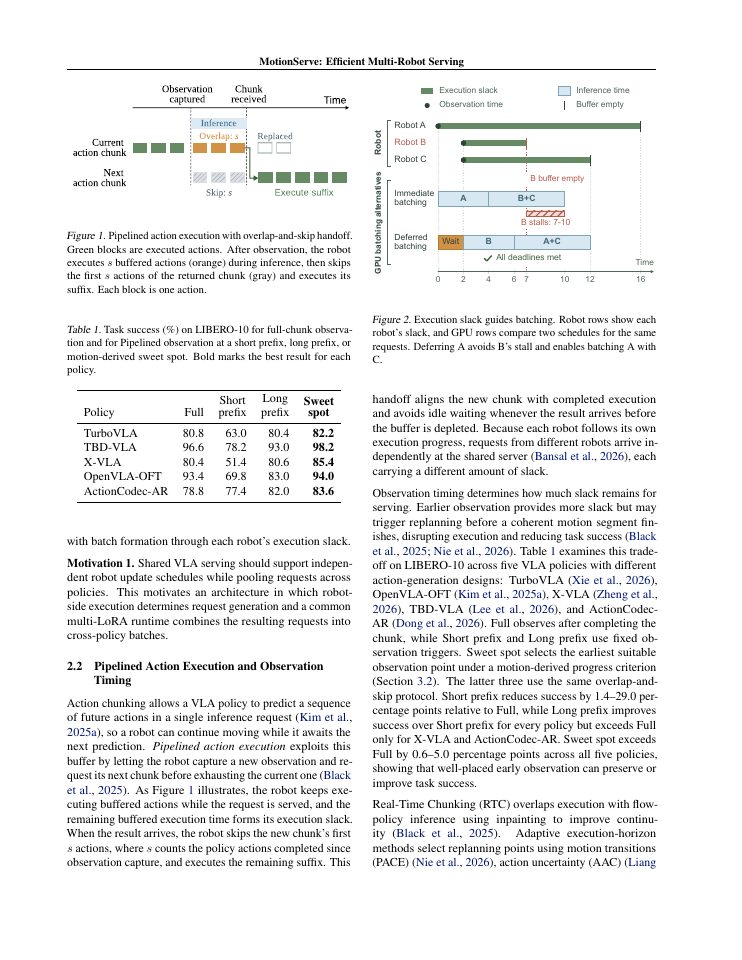 MotionServe: Efficient Multi-Robot Serving
Observation captured
Chunk received
Time
Inference
Overlap: s
Replaced
Current action chunk
Next action chunk
Skip: s
Execute suffix
Figure 1. Pipelined action execution with overlap-and-skip handoff.
Green blocks are executed actions. After observation, the robot
executes s buffered actions (orange) during inference, then skips
the first s actions of the returned chunk (gray) and executes its
suffix. Each block is one action.
Table 1. Task success (%) on LIBERO-10 for full-chunk observa-
tion and for Pipelined observation at a short prefix, long prefix, or
motion-derived sweet spot. Bold marks the best result for each
policy.
Policy Full Short prefix Long prefix Sweet spot
TurboVLA 80.8 63.0 80.4 82.2
TBD-VLA 96.6 78.2 93.0 98.2
X-VLA 80.4 51.4 80.6 85.4
OpenVLA-OFT 93.4 69.8 83.0 94.0
ActionCodec-AR 78.8 77.4 82.0 83.6
with batch formation through each robot's execution slack.
Motivation 1. Shared VLA serving should support indepen-
dent robot update schedules while pooling requests across
policies. This motivates an architecture in which robot-
side execution determines request generation and a common
multi-LoRA runtime combines the resulting requests into
cross-policy batches.
2.2 Pipelined Action Execution and Observation
Timing
Action chunking allows a VLA policy to predict a sequence
of future actions in a single inference request (Kim et al.,
2025a), so a robot can continue moving while it awaits the
next prediction. Pipelined action execution exploits this
buffer by letting the robot capture a new observation and re-
quest its next chunk before exhausting the current one (Black
et al., 2025). As Figure 1 illustrates, the robot keeps exe-
cuting buffered actions while the request is served, and the
remaining buffered execution time forms its execution slack.
When the result arrives, the robot skips the new chunk's first
s actions, where s counts the policy actions completed since
observation capture, and executes the remaining suffix. This
Execution slack
Inference time
Observation time
Buffer empty
Robot
Robot A
Robot B
Robot C
B buffer empty
GPU batching alternatives
Immediate batching
A
B+C
B stalls: 7-10
Deferred batching
Wait
B
A+C
All deadlines met
Time
0 2 4 6 7 10 12 16
Figure 2. Execution slack guides batching. Robot rows show each
robot's slack, and GPU rows compare two schedules for the same
requests. Deferring A avoids B's stall and enables batching A with
C.
handoff aligns the new chunk with completed execution
and avoids idle waiting whenever the result arrives before
the buffer is depleted. Because each robot follows its own
execution progress, requests from different robots arrive in-
dependently at the shared server (Bansal et al., 2026), each
carrying a different amount of slack.
Observation timing determines how much slack remains for
serving. Earlier observation provides more slack but may
trigger replanning before a coherent motion segment fin-
ishes, disrupting execution and reducing task success (Black
et al., 2025; Nie et al., 2026). Table 1 examines this trade-
off on LIBERO-10 across five VLA policies with different
action-generation designs: TurboVLA (Xie et al., 2026),
OpenVLA-OFT (Kim et al., 2025a), X-VLA (Zheng et al.,
2026), TBD-VLA (Lee et al., 2026), and ActionCodec-
AR (Dong et al., 2026). Full observes after completing the
chunk, while Short prefix and Long prefix use fixed ob-
servation triggers. Sweet spot selects the earliest suitable
observation point under a motion-derived progress criterion
(Section 3.2). The latter three use the same overlap-and-
skip protocol. Short prefix reduces success by 1.4–29.0 per-
centage points relative to Full, while Long prefix improves
success over Short prefix for every policy but exceeds Full
only for X-VLA and ActionCodec-AR. Sweet spot exceeds
Full by 0.6–5.0 percentage points across all five policies,
showing that well-placed early observation can preserve or
improve task success.
Real-Time Chunking (RTC) overlaps execution with flow-
policy inference using inpainting to improve continu-
ity (Black et al., 2025). Adaptive execution-horizon
methods select replanning points using motion transitions
(PACE) (Nie et al., 2026), action uncertainty (AAC) (Liang